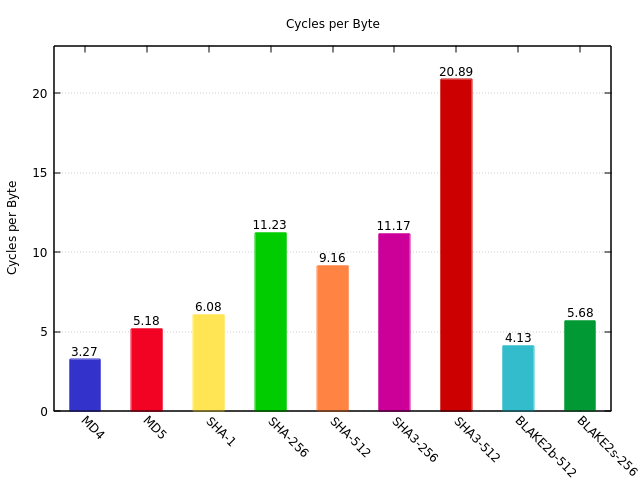 Cycles per Byte
Cycles per Byte
20
15
10
5
0
3.27
5.18
6.08
11.23
9.16
11.17
20.89
4.13
5.68
MD4
MD5
SHA-1
SHA-256
SHA-512
SHA3-256
SHA3-512
BLAKE2b-512
BLAKE2s-256